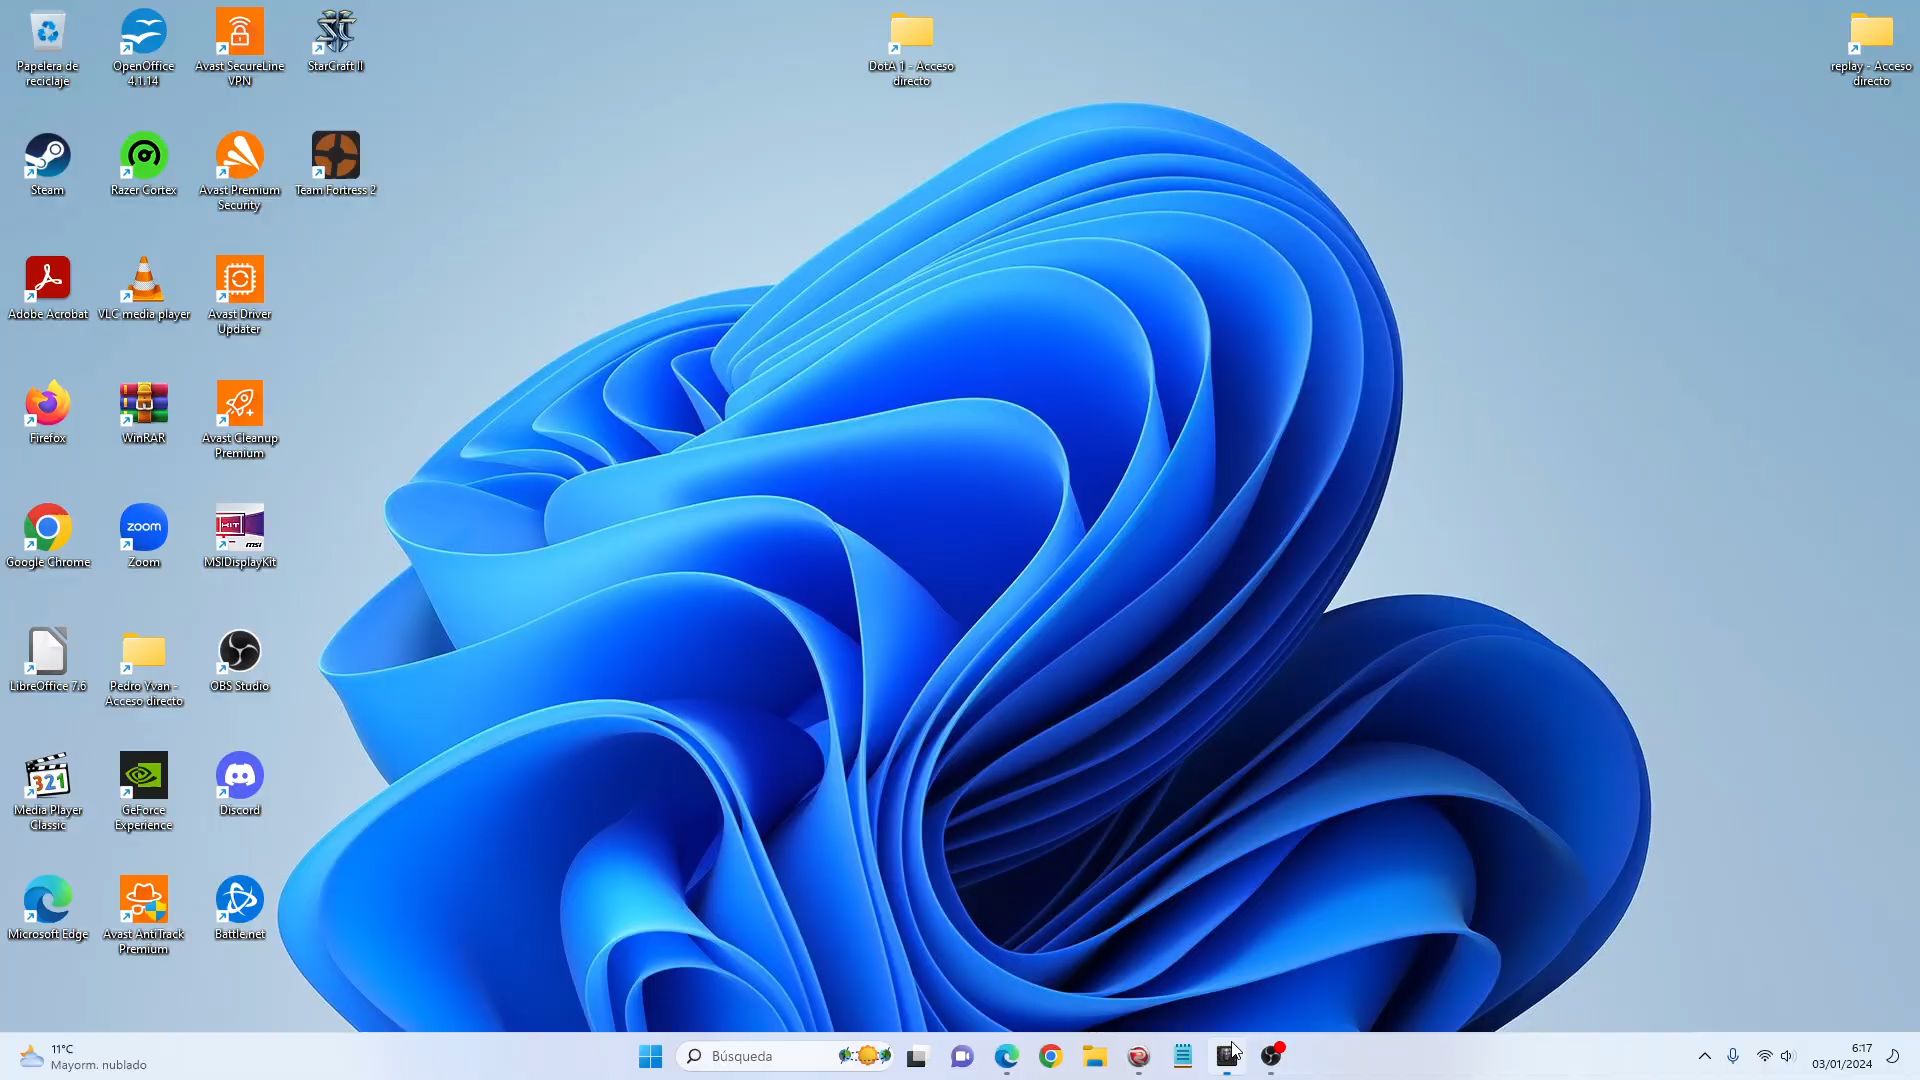 Papelera de
reciclaje
OpenOffice
4.1.14
Avast SecureLine
VPN
StarCraft II
DotA 1 - Acceso
directo
replay - Acceso
directo
Steam
Razer Cortex
Avast Premium
Security
Team Fortress 2
Adobe Acrobat
VLC media player
Avast Driver
Updater
Firefox
WinRAR
Avast Cleanup
Premium
Google Chrome
zoom
Zoom
KIT
msi
MSIDisplayKit
LibreOffice 7.6
Pedro Yvan -
Acceso directo
OBS Studio
321
Media Player
Classic
GeForce
Experience
Discord
Microsoft Edge
Avast AntiTrack
Premium
Battle.net
11°C
Mayorm. nublado
Búsqueda
6:17
03/01/2024